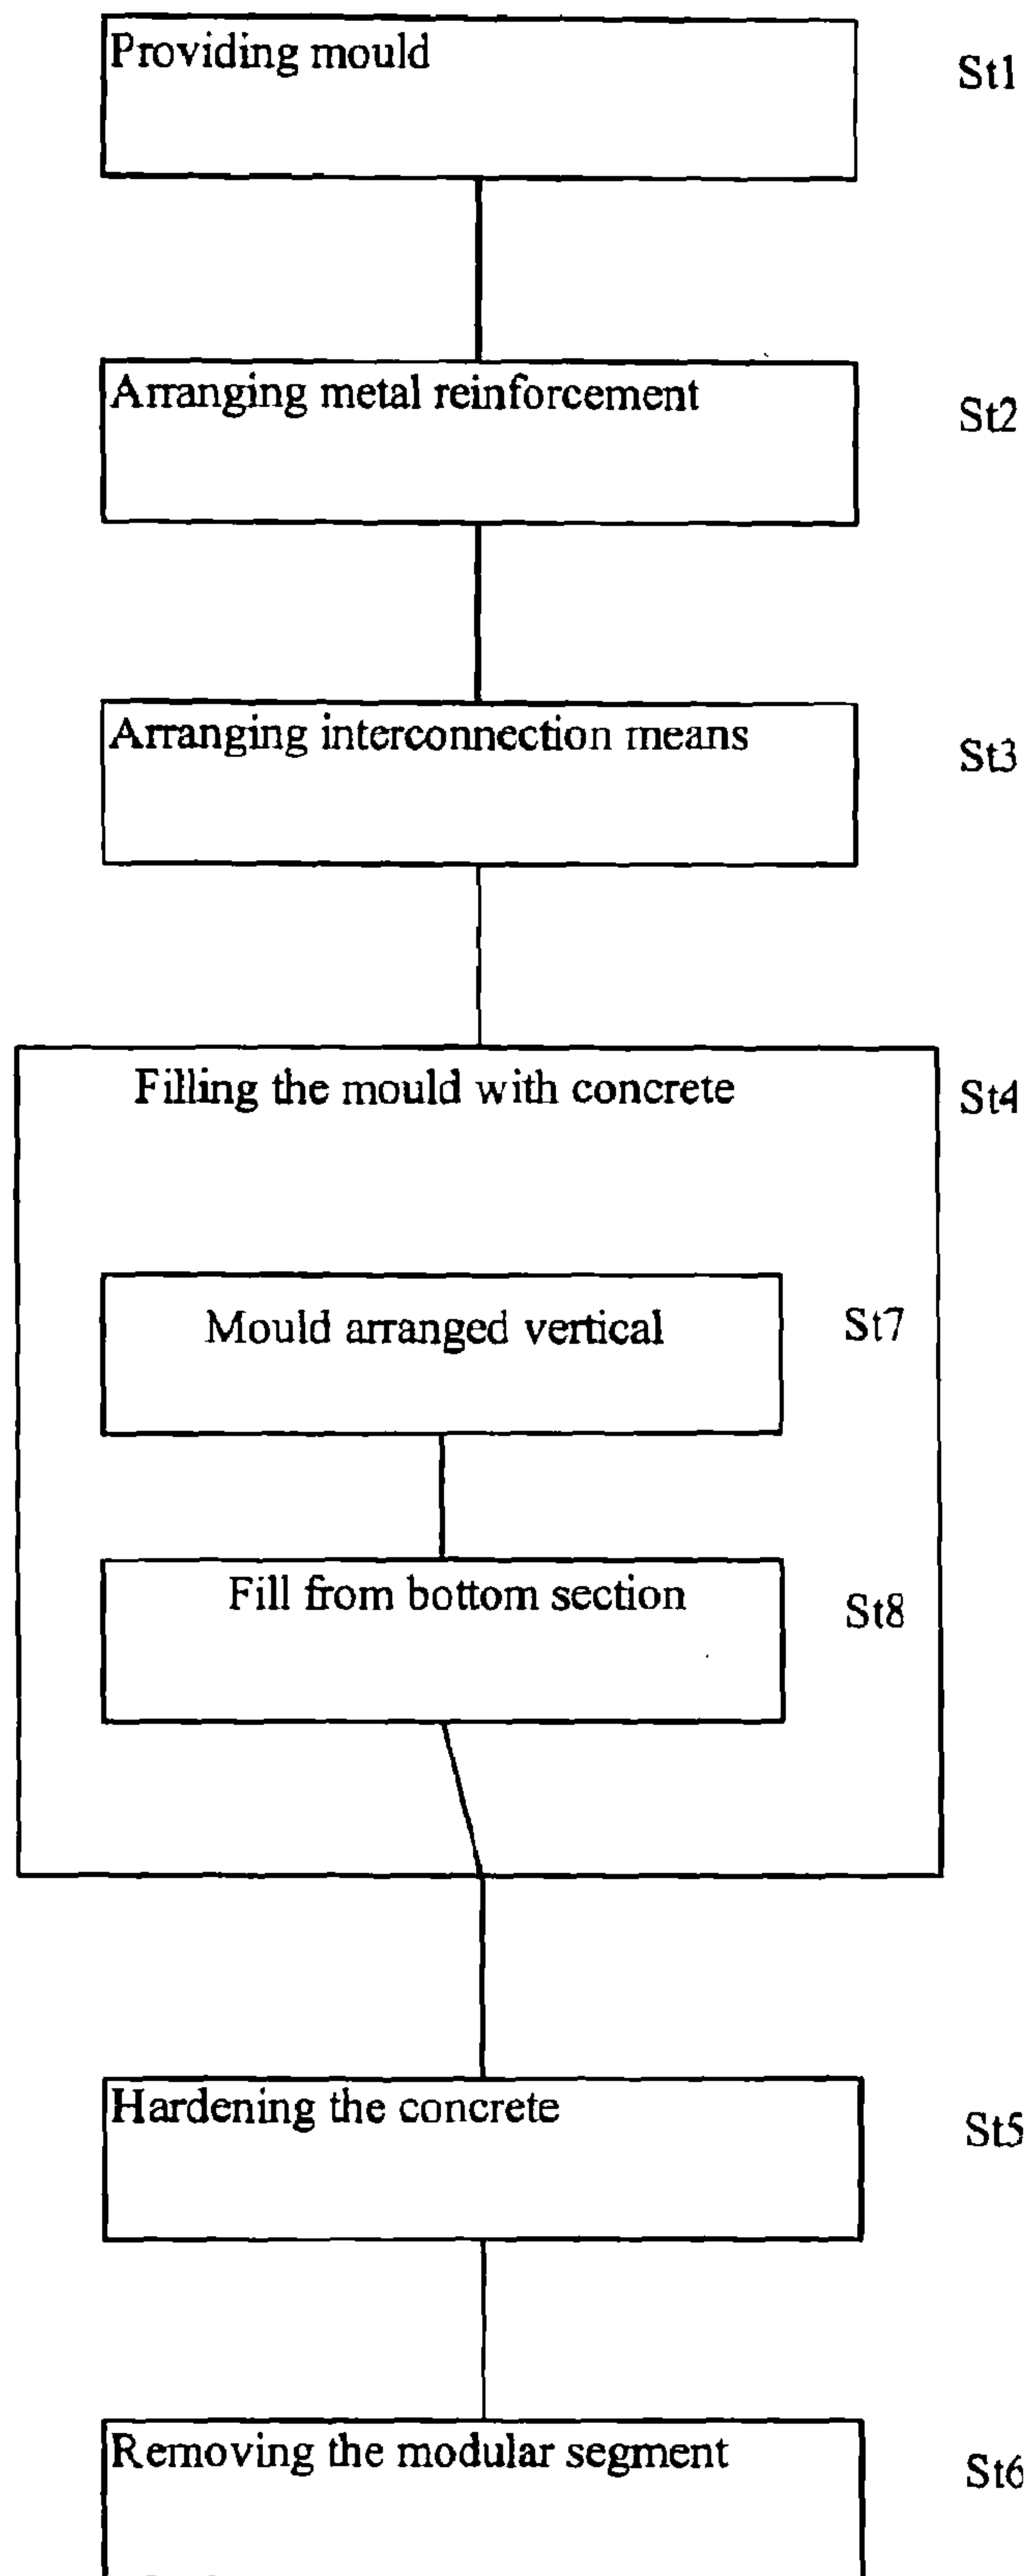 Providing mould
St1
Arranging metal reinforcement
St2
Arranging interconnection means
St3
Filling the mould with concrete
St4
Mould arranged vertical
St7
Fill from bottom section
St8
Hardening the concrete
St5
Removing the modular segment
St6